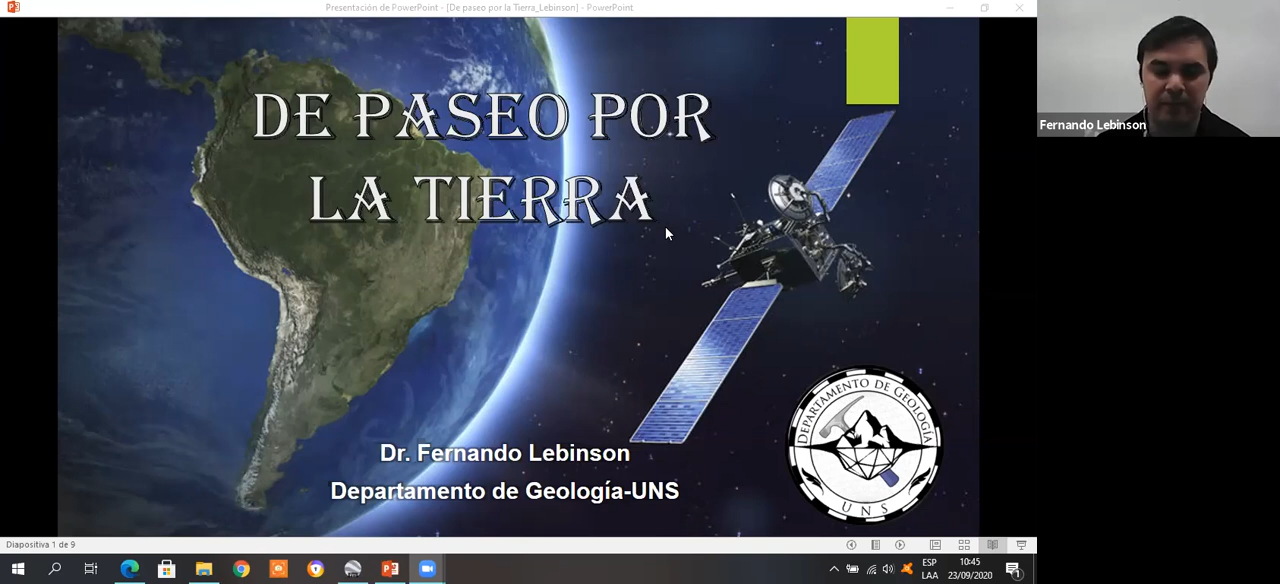 Presentación de PowerPoint - [De paseo por la Tierra_Lebinson] - PowerPoint
DE PASEO POR
LA TIERRA
Fernando Lebinson
DEPARTAMENTO DE GEOLOGÍA
UNS
Dr. Fernando Lebinson
Departamento de Geología-UNS
Diapositiva 1 de 9
ESP
LAA
10:45
23/09/2020
1